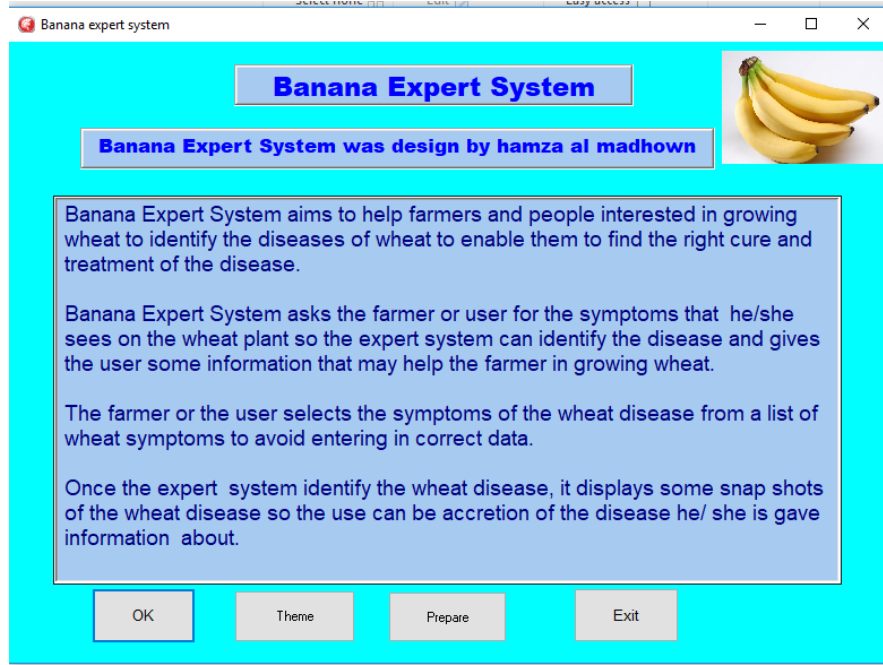 Select none Edit Easy access
Banana expert system
Banana Expert System
Banana Expert System was design by hamza al madhown
Banana Expert System aims to help farmers and people interested in growing
wheat to identify the diseases of wheat to enable them to find the right cure and
treatment of the disease.
Banana Expert System asks the farmer or user for the symptoms that he/she
sees on the wheat plant so the expert system can identify the disease and gives
the user some information that may help the farmer in growing wheat.
The farmer or the user selects the symptoms of the wheat disease from a list of
wheat symptoms to avoid entering in correct data.
Once the expert system identify the wheat disease, it displays some snap shots
of the wheat disease so the use can be accretion of the disease he/ she is gave
information about.
OK Theme Prepare Exit